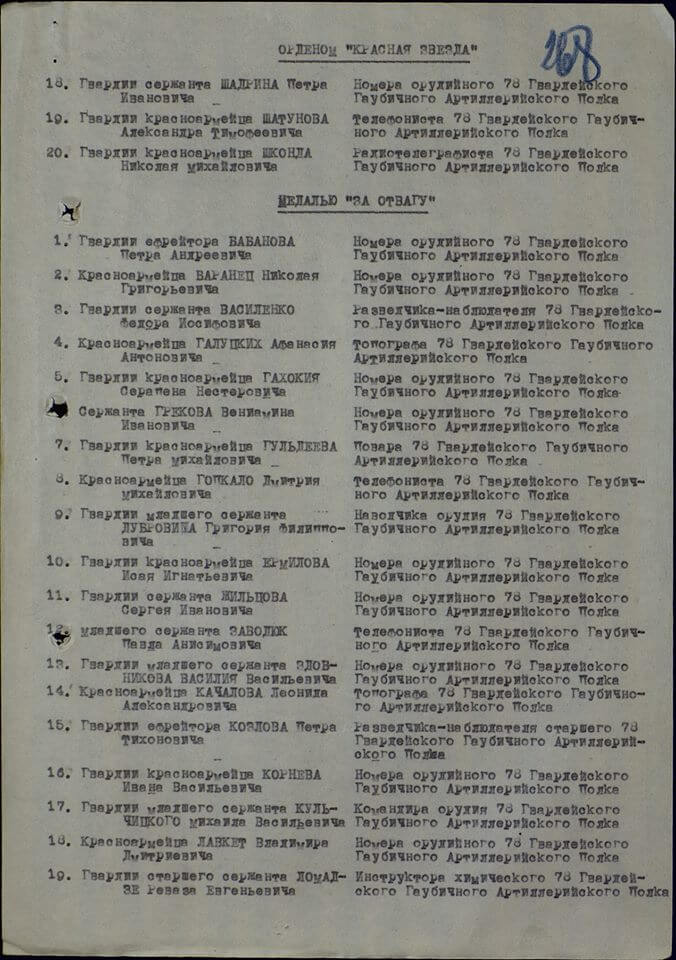 268
ОРДЕНОМ "КРАСНАЯ ЗВЕЗДА"
18. Гвардии сержанта ШАДРИНА Петра Номера орудийного 78 Гвардейского
Ивановича Гаубичного Артиллерийского Полка
19. Гвардии красноармейца ШАТУНОВА Телефониста 78 Гвардейского Гаубич-
Александра Тимофеевича ного Артиллерийского Полка
20. Гвардии красноармейца ШКОНДА Радиотелеграфиста 78 Гвардейского
Николая Михайловича Гаубичного Артиллерийского Полка
МЕДАЛЬЮ "ЗА ОТВАГУ"
1. Гвардии ефрейтора БАБАНОВА Номера орудийного 78 Гвардейского
Петра Андреевича Гаубичного Артиллерийского Полка
2. Красноармейца БАРАНЕЦ Николая Номера орудийного 78 Гвардейского
Григорьевича Гаубичного Артиллерийского Полка
3. Гвардии сержанта ВАСИЛЕНКО Разведчика-наблюдателя 78 Гвардейско-
Федора Иосифовича го Гаубичного Артиллерийского Полка
4. Красноармейца ГАЛУЦКИХ Афанасия Топографа 78 Гвардейского Гаубичного
Антоновича Артиллерийского Полка
5. Гвардии красноармейца ГАХОКИЯ Номера орудийного 78 Гвардейского
Серапена Нестеровича Гаубичного Артиллерийского Полка
Сержанта ГРЕКОВА Вениамина Номера орудийного 78 Гвардейского
Ивановича Гаубичного Артиллерийского Полка
7. Гвардии красноармейца ГУЛЬДЕЕВА Повара 78 Гвардейского Гаубичного
Петра Михайловича Артиллерийского Полка
8. Красноармейца ГОЦКАЛО Дмитрия Телефониста 78 Гвардейского Гаубич-
Михайловича ного Артиллерийского Полка
9. Гвардии младшего сержанта Наводчика орудия 78 Гвардейского
ДУБРОВИНА Григория Филиппо- Гаубичного Артиллерийского Полка
вича
10. Гвардии красноармейца ЕРМИЛОВА Номера орудийного 78 Гвардейского
Исая Игнатьевича Гаубичного Артиллерийского Полка
11. Гвардии сержанта ЖИЛЬЦОВА Номера орудийного 78 Гвардейского
Сергея Ивановича Гаубичного Артиллерийского Полка
12. Младшего сержанта ЗАВОДЮК Телефониста 78 Гвардейского Гаубич-
Павла Анисимовича ного Артиллерийского Полка
13. Гвардии младшего сержанта ЗДОБ- Номера орудийного 78 Гвардейского
НИКОВА ВАСИЛИЯ Васильевича Гаубичного Артиллерийского Полка
14. Красноармейца КАЧАЛОВА Леонида Топографа 78 Гвардейского Гаубично-
Александровича го Артиллерийского Полка
15. Гвардии ефрейтора КОЗЛОВА Петра Разведчика-наблюдателя старшего 78
Тихоновича Гвардейского Гаубичного Артиллерий-
ского Полка
16. Гвардии красноармейца КОРНЕВА Номера орудийного 78 Гвардейского
Ивана Васильевича Гаубичного Артиллерийского Полка
17. Гвардии младшего сержанта КУЛЬ- Командира орудия 78 Гвардейского
ЧИЦКОГО Михаила Васильевича Гаубичного Артиллерийского Полка
18. Красноармейца ЛАВКЕТ Владимира Номера орудийного 78 Гвардейского
Дмитриевича Гаубичного Артиллерийского Полка
19. Гвардии старшего сержанта ЛОМАД- Инструктора химического 78 Гвардей-
ЗЕ Реваза Евгеньевича ского Гаубичного Артиллерийского Полка